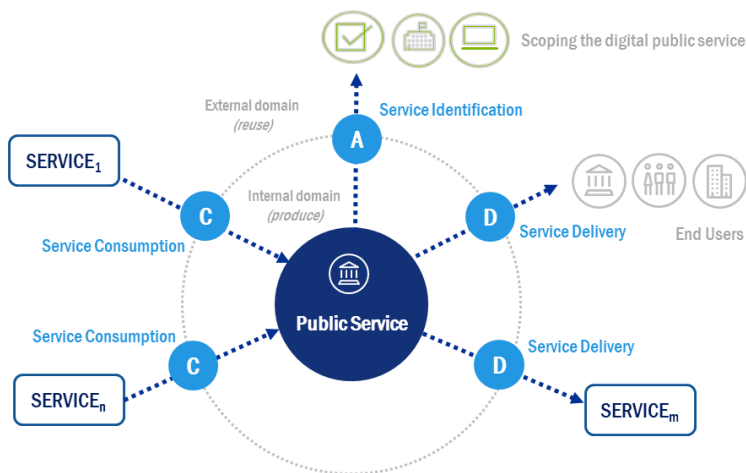 Scoping the digital public service
External domain
(reuse)
Service Identification
A
SERVICE1
Internal domain
(produce)
C
D
Service Consumption
Service Delivery
End Users
Public Service
Service Consumption
Service Delivery
C
D
SERVICEn
SERVICEm